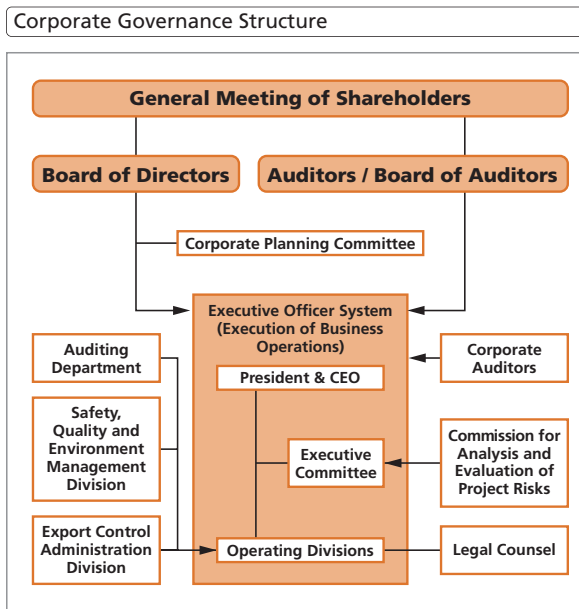 Corporate Governance Structure
General Meeting of Shareholders
Board of Directors
Auditors / Board of Auditors
Corporate Planning Committee
Executive Officer System
(Execution of Business
Operations)
Auditing
Department
Corporate
Auditors
President & CEO
Safety,
Quality and
Environment
Management
Division
Executive
Committee
Commission for
Analysis and
Evaluation of
Project Risks
Export Control
Administration
Division
Operating Divisions
Legal Counsel